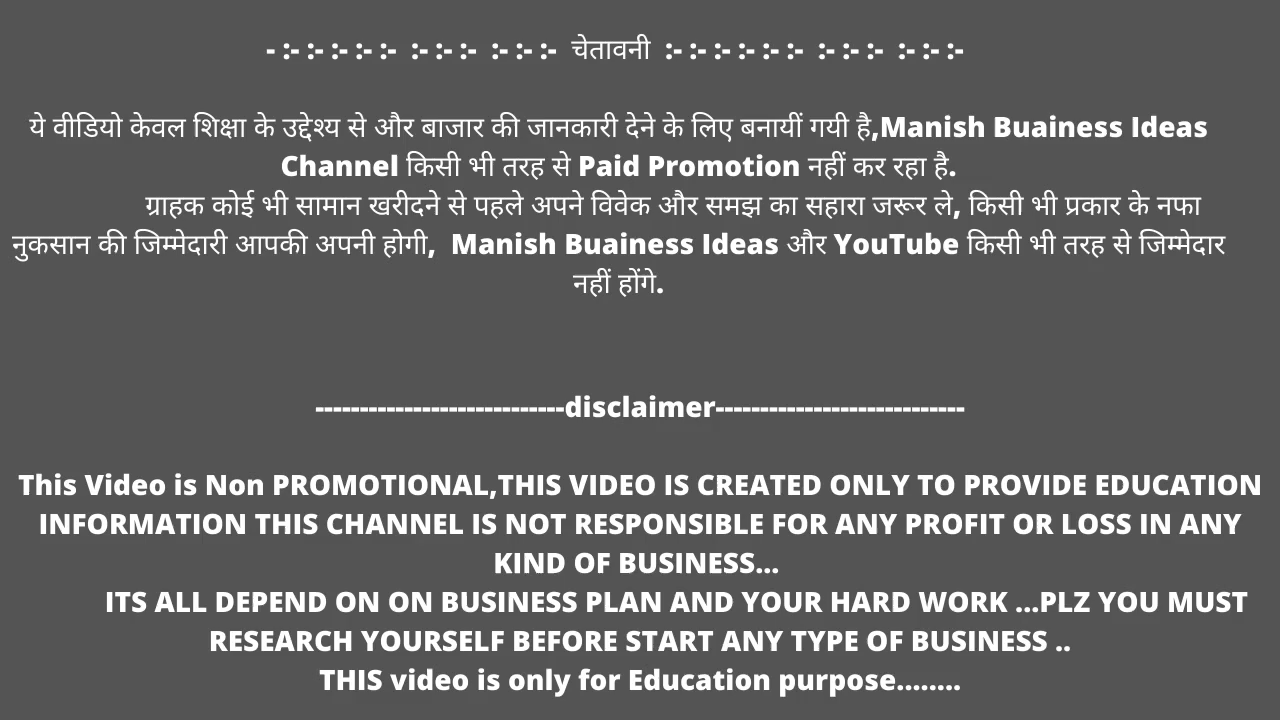 - :- :- :- :- :-  :- :- :-  :- :- :-  चेतावनी  :- :- :- :- :- :-  :- :- :-  :- :- :-
ये वीडियो केवल शिक्षा के उद्देश्य से और बाजार की जानकारी देने के लिए बनायीं गयी है,Manish Buainess Ideas
Channel किसी भी तरह से Paid Promotion नहीं कर रहा है.
ग्राहक कोई भी सामान खरीदने से पहले अपने विवेक और समझ का सहारा जरूर ले, किसी भी प्रकार के नफा
नुकसान की जिम्मेदारी आपकी अपनी होगी,  Manish Buainess Ideas और YouTube किसी भी तरह से जिम्मेदार
नहीं होंगे.
----------------------------disclaimer----------------------------
This Video is Non PROMOTIONAL,THIS VIDEO IS CREATED ONLY TO PROVIDE EDUCATION
INFORMATION THIS CHANNEL IS NOT RESPONSIBLE FOR ANY PROFIT OR LOSS IN ANY
KIND OF BUSINESS...
ITS ALL DEPEND ON ON BUSINESS PLAN AND YOUR HARD WORK ...PLZ YOU MUST
RESEARCH YOURSELF BEFORE START ANY TYPE OF BUSINESS ..
THIS video is only for Education purpose........